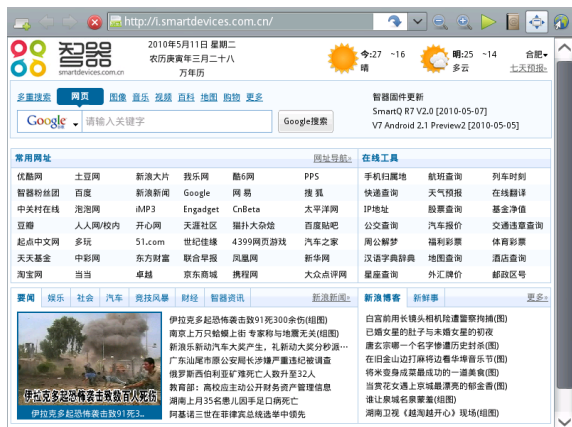 http://i.smartdevices.com.cn/
智器
smartdevices.com.cn
2010年5月11日 星期二
农历庚寅年三月二十八
万年历
今:27 ~16
晴
明:25 ~14
多云
合肥▾
七天预报»
多重搜索 网页 图像 音乐 视频 百科 地图 购物 更多
Google 请输入关键字 Google搜索
智器固件更新
SmartQ R7 V2.0 [2010-05-07]
V7 Android 2.1 Preview2 [2010-05-10]
常用网址 网址导航»
优酷网 土豆网 新浪大片 我乐网 酷6网 PPS
智器粉丝团 百度 新浪新闻 Google 网 易 搜 狐
中关村在线 泡泡网 iMP3 Engadget CnBeta 太平洋网
豆瓣 人人网/校内 开心网 天涯社区 猫扑大杂烩 百度贴吧
起点中文网 多玩 51.com 世纪佳缘 4399网页游戏 汽车之家
天天基金 中彩网 东方财富 联合早报 凤凰网 新华网
淘宝网 当当 卓越 京东商城 携程网 大众点评网
在线工具
手机归属地 航班查询 列车时刻
快递查询 天气预报 在线翻译
IP地址 股票查询 基金净值
公交查询 汽车报价 交通违章查询
周公解梦 福利彩票 体育彩票
汉语字典辞典 地图查询 酒店查询
星座查询 外汇牌价 邮政区号
要闻 娱乐 社会 汽车 竞技风暴 财经 智器资讯 新浪新闻»
伊拉克多起恐怖袭击致数百人死伤
伊拉克多起恐怖袭击致91死3..
伊拉克多起恐怖袭击致91死300余伤(组图)
南京上万只蛤蟆上街 专家称与地震无关(组图)
新浪乐新动汽车大奖产生，礼新动大奖分秒派…
广东汕尾市原公安局长涉嫌严重违纪被调查
俄罗斯西伯利亚矿难死亡人数升至32人
教育部：高校应主动公开财务资产管理信息
湖南上月35名患儿因手足口病死亡
阿基诺三世在菲律宾总统选举中领先
新浪博客 新鲜事 更多»
白宫前用长镜头相机险遭警察拷问(图)
已婚女星的肚子与未婚女星的初夜
唐玄宗哪一个名字惨遭历史封杀(图)
在旧金山边打麻将边看华埠音乐节(图)
将米变身成菜最成功的一道美食(图)
当赏花女遇上京城最漂亮的郁金香(图)
谁让泉城名泉蒙羞(组图)
湖南卫视《越淘越开心》现场(组图)